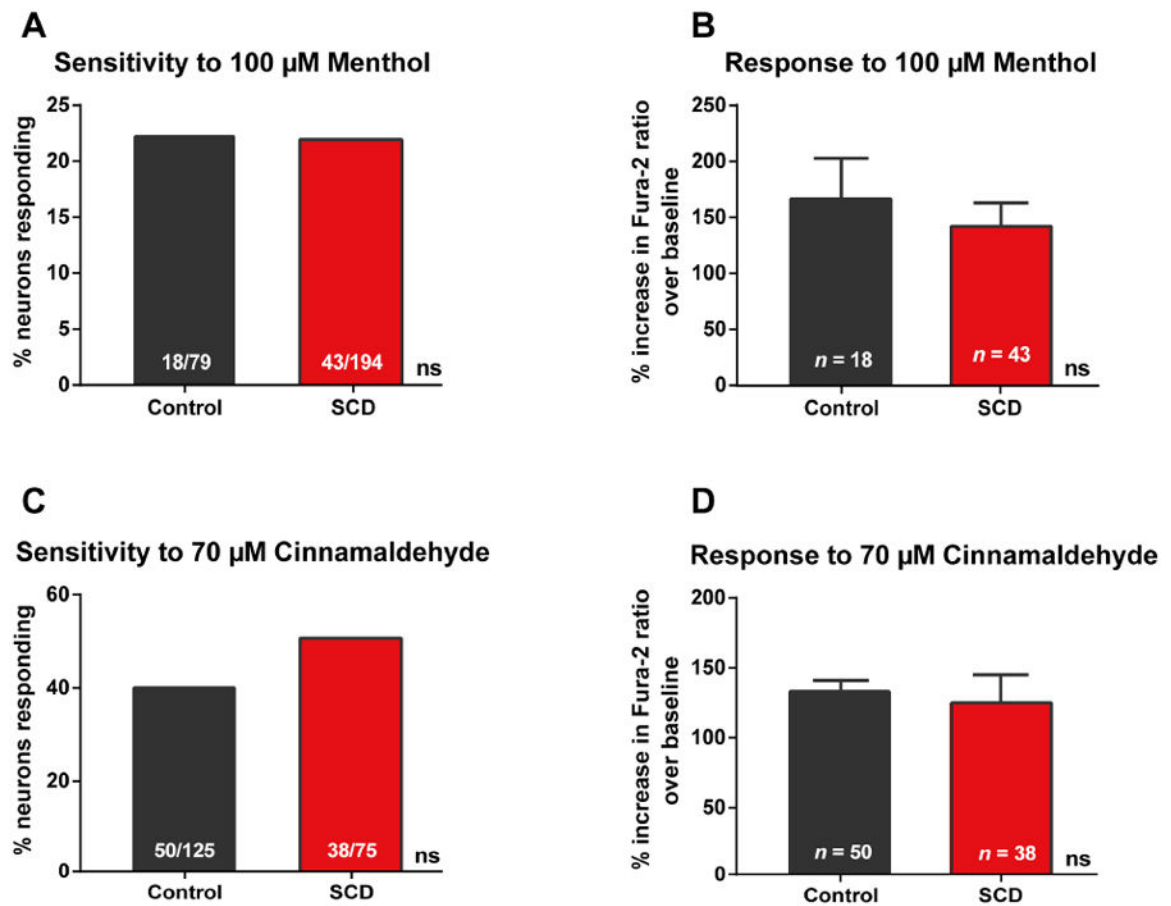 A
Sensitivity to 100 µM Menthol
% neurons responding
25
20
15
10
5
0
18/79
43/194
ns
Control
SCD
B
Response to 100 µM Menthol
% increase in Fura-2 ratio
over baseline
250
200
150
100
50
0
n = 18
n = 43
ns
Control
SCD
C
Sensitivity to 70 µM Cinnamaldehyde
% neurons responding
60
40
20
0
50/125
38/75
ns
Control
SCD
D
Response to 70 µM Cinnamaldehyde
% increase in Fura-2 ratio
over baseline
200
150
100
50
0
n = 50
n = 38
ns
Control
SCD